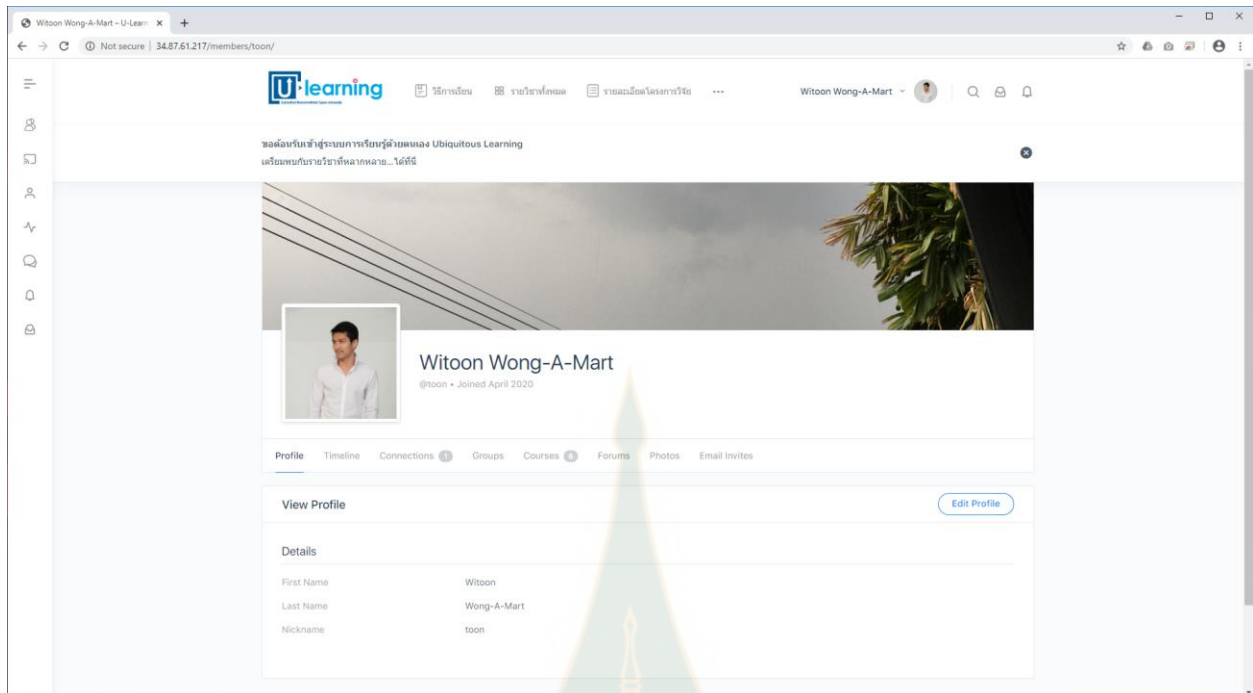 Witoon Wong-A-Mart – U-Learn
Not secure | 34.87.61.217/members/toon/
U learning
วิธีการเรียน รายวิชาทั้งหมด รายละเอียดโครงการวิจัย ... Witoon Wong-A-Mart
ขอต้อนรับเข้าสู่ระบบการเรียนรู้ด้วยตนเอง Ubiquitous Learning
เตรียมพบกับรายวิชาที่หลากหลาย...ได้ที่นี่
Witoon Wong-A-Mart
@toon • Joined April 2020
Profile Timeline Connections 1 Groups Courses 6 Forums Photos Email Invites
View Profile Edit Profile
Details
First Name Witoon
Last Name Wong-A-Mart
Nickname toon